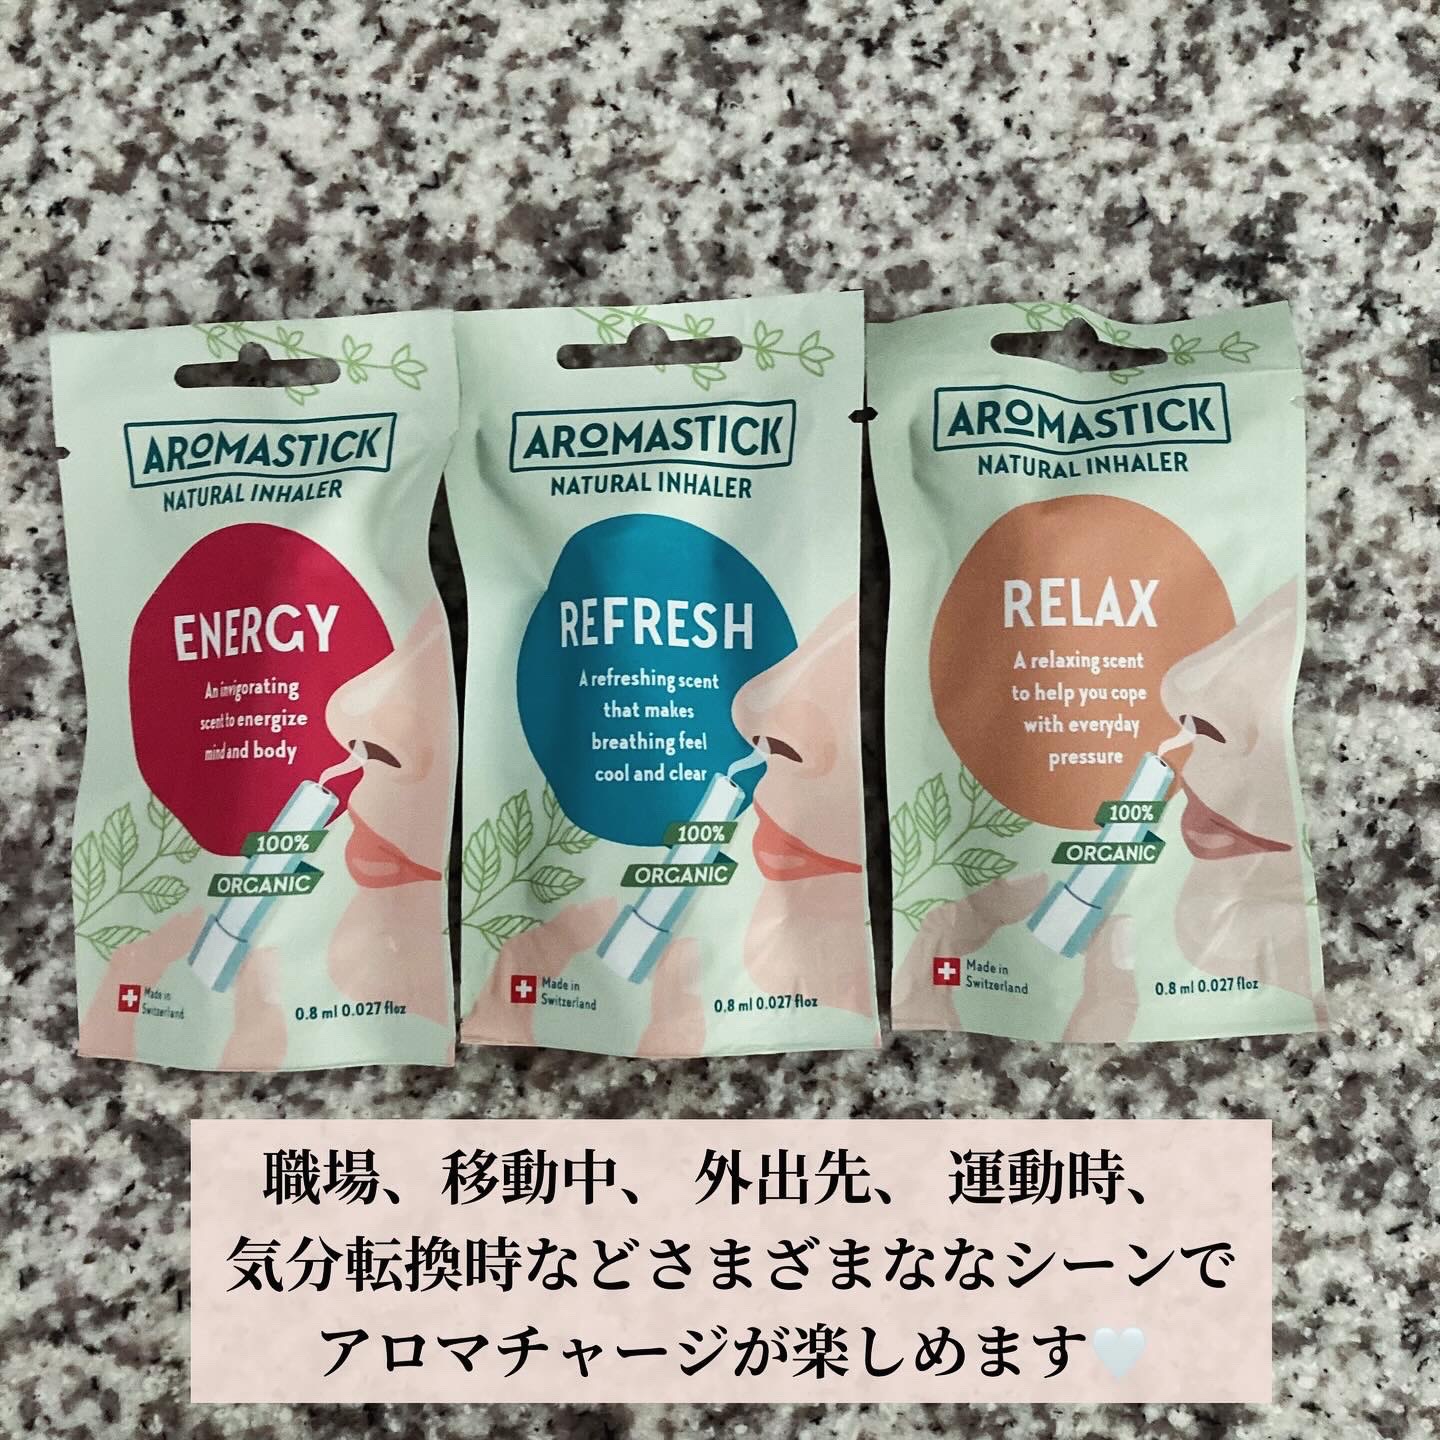 AROMASTICK
NATURAL INHALER
ENERGY
An invigorating
scent to energize
mind and body
100%
ORGANIC
Made in
Switzerland
0.8 ml 0.027 floz
AROMASTICK
NATURAL INHALER
REFRESH
A refreshing scent
that makes
breathing feel
cool and clear
100%
ORGANIC
Made in
Switzerland
0.8 ml 0.027 floz
AROMASTICK
NATURAL INHALER
RELAX
A relaxing scent
to help you cope
with everyday
pressure
100%
ORGANIC
Made in
Switzerland
0.8 ml 0.027 floz
職場、移動中、 外出先、 運動時、
気分転換時などさまざまななシーンで
アロマチャージが楽しめます🤍